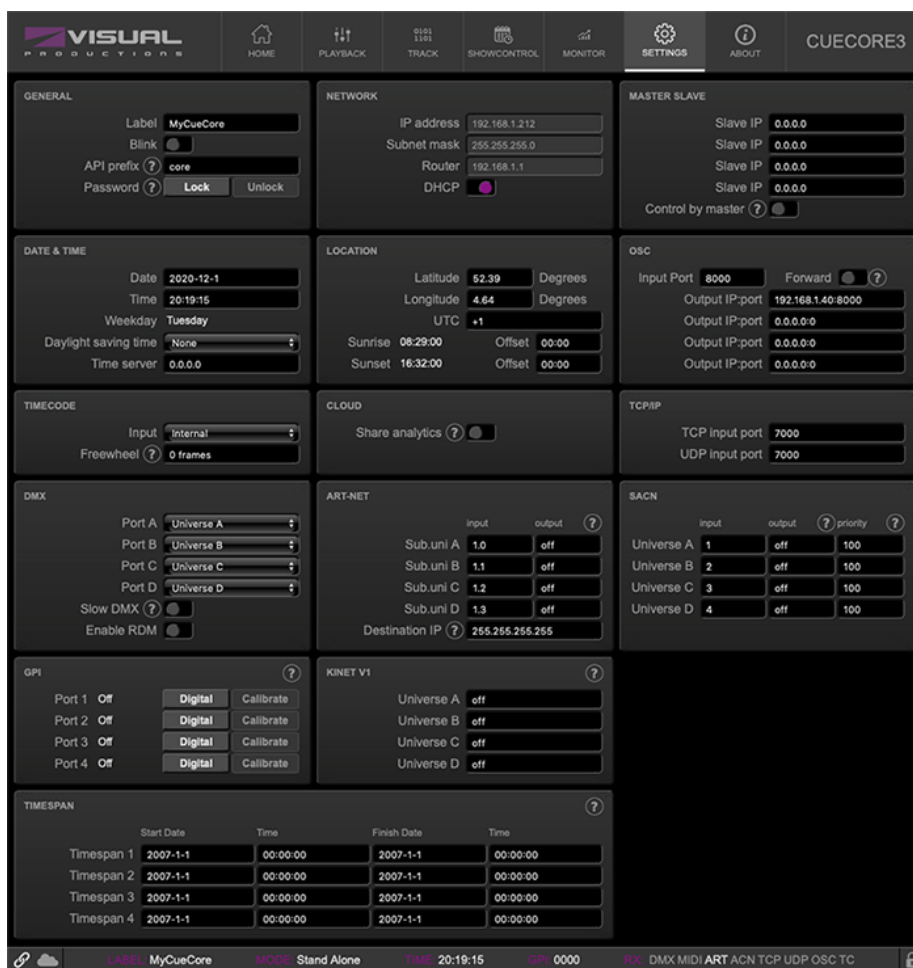 VISUAL
PRODUCTIONS
HOME
PLAYBACK
0101
1101
TRACK
SHOWCONTROL
MONITOR
SETTINGS
ABOUT
CUECORE3
GENERAL
Label MyCueCore
Blink
API prefix ? core
Password ? Lock Unlock
NETWORK
IP address 192.168.1.212
Subnet mask 255.255.255.0
Router 192.168.1.1
DHCP
MASTER SLAVE
Slave IP 0.0.0.0
Slave IP 0.0.0.0
Slave IP 0.0.0.0
Slave IP 0.0.0.0
Control by master ?
DATE & TIME
Date 2020-12-1
Time 20:19:15
Weekday Tuesday
Daylight saving time None
Time server 0.0.0.0
LOCATION
Latitude 52.39 Degrees
Longitude 4.64 Degrees
UTC +1
Sunrise 08:29:00 Offset 00:00
Sunset 16:32:00 Offset 00:00
OSC
Input Port 8000 Forward ?
Output IP:port 192.168.1.40:8000
Output IP:port 0.0.0.0:0
Output IP:port 0.0.0.0:0
Output IP:port 0.0.0.0:0
TIMECODE
Input Internal
Freewheel ? 0 frames
CLOUD
Share analytics ?
TCP/IP
TCP input port 7000
UDP input port 7000
DMX
Port A Universe A
Port B Universe B
Port C Universe C
Port D Universe D
Slow DMX ?
Enable RDM
ART-NET
input output ?
Sub.uni A 1.0 off
Sub.uni B 1.1 off
Sub.uni C 1.2 off
Sub.uni D 1.3 off
Destination IP ? 255.255.255.255
SACN
input output ? priority ?
Universe A 1 off 100
Universe B 2 off 100
Universe C 3 off 100
Universe D 4 off 100
GPI ?
Port 1 Off Digital Calibrate
Port 2 Off Digital Calibrate
Port 3 Off Digital Calibrate
Port 4 Off Digital Calibrate
KINET V1 ?
Universe A off
Universe B off
Universe C off
Universe D off
TIMESPAN ?
Start Date Time Finish Date Time
Timespan 1 2007-1-1 00:00:00 2007-1-1 00:00:00
Timespan 2 2007-1-1 00:00:00 2007-1-1 00:00:00
Timespan 3 2007-1-1 00:00:00 2007-1-1 00:00:00
Timespan 4 2007-1-1 00:00:00 2007-1-1 00:00:00
LABEL: MyCueCore MODE: Stand Alone TIME: 20:19:15 GPI: 0000 RX: DMX MIDI ART ACN TCP UDP OSC TC